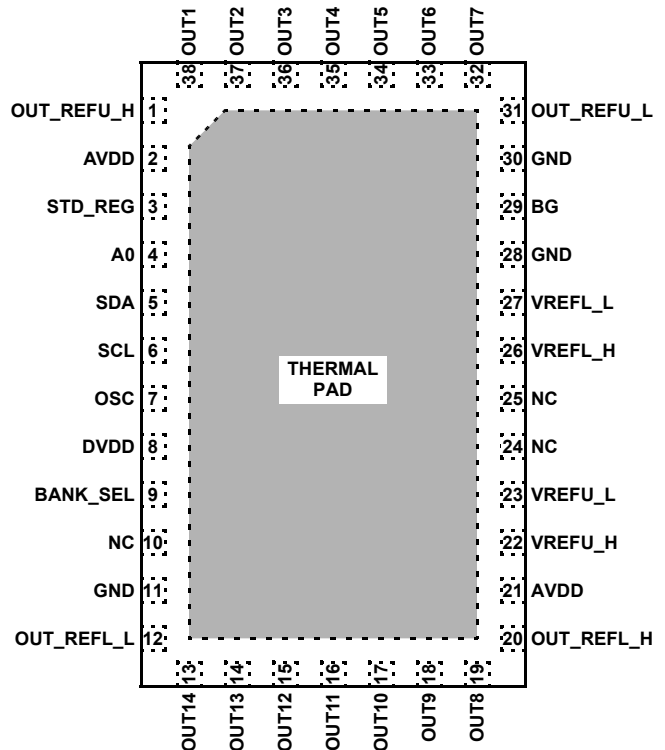 OUT1
OUT2
OUT3
OUT4
OUT5
OUT6
OUT7
38
37
36
35
34
33
32
OUT_REFU_H 1
AVDD 2
STD_REG 3
A0 4
SDA 5
SCL 6
OSC 7
DVDD 8
BANK_SEL 9
NC 10
GND 11
OUT_REFL_L 12
THERMAL
PAD
31 OUT_REFU_L
30 GND
29 BG
28 GND
27 VREFL_L
26 VREFL_H
25 NC
24 NC
23 VREFU_L
22 VREFU_H
21 AVDD
20 OUT_REFL_H
13
14
15
16
17
18
19
OUT14
OUT13
OUT12
OUT11
OUT10
OUT9
OUT8